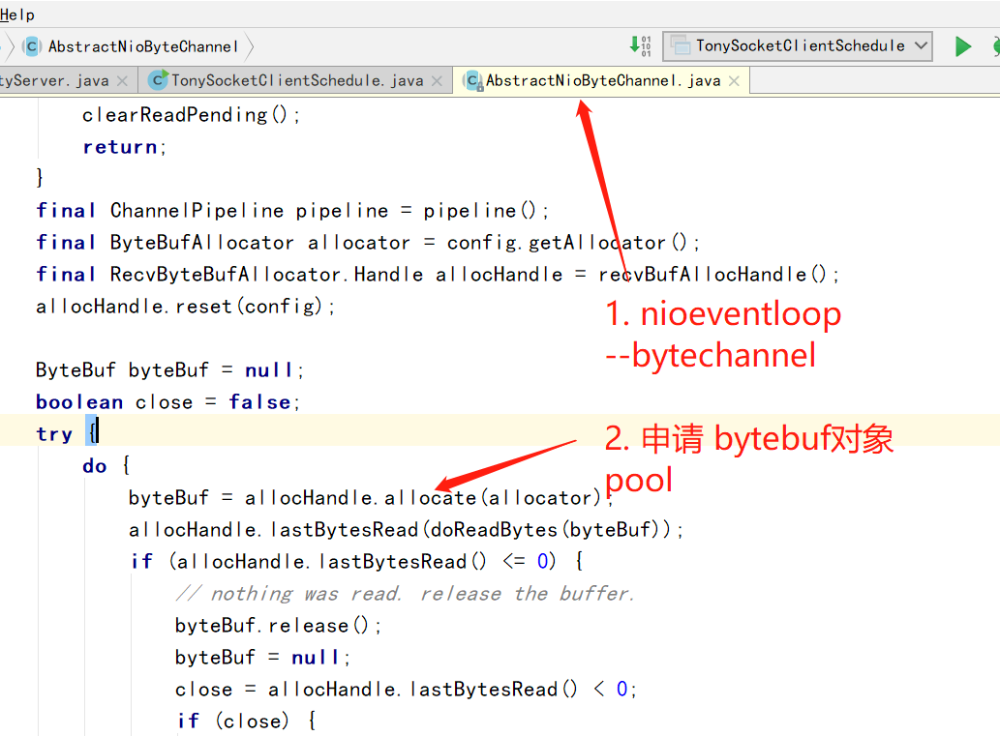 Help
AbstractNioByteChannel
TonySocketClientSchedule
tyServer.java
TonySocketClientSchedule.java
AbstractNioByteChannel.java
clearReadPending();
return;
}
final ChannelPipeline pipeline = pipeline();
final ByteBufAllocator allocator = config.getAllocator();
final RecvByteBufAllocator.Handle allocHandle = recvBufAllocHandle();
allocHandle.reset(config);
1. nioeventloop
--bytechannel
ByteBuf byteBuf = null;
boolean close = false;
try {
2. 申请 bytebuf对象
pool
do {
byteBuf = allocHandle.allocate(allocator);
allocHandle.lastBytesRead(doReadBytes(byteBuf));
if (allocHandle.lastBytesRead() <= 0) {
// nothing was read. release the buffer.
byteBuf.release();
byteBuf = null;
close = allocHandle.lastBytesRead() < 0;
if (close) {